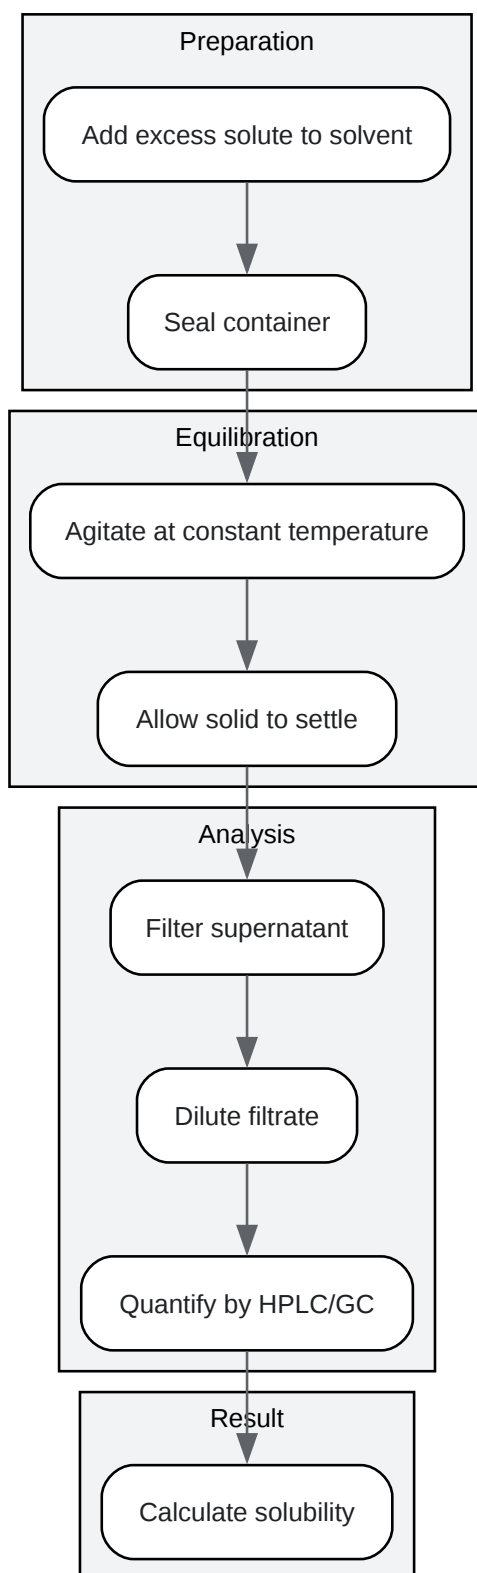 Preparation
Add excess solute to solvent
Seal container
Equilibration
Agitate at constant temperature
Allow solid to settle
Analysis
Filter supernatant
Dilute filtrate
Quantify by HPLC/GC
Result
Calculate solubility